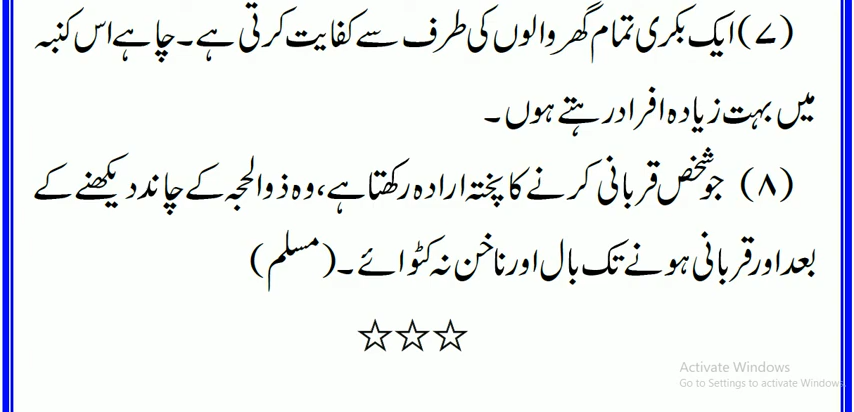 (۷) ایک بکری تمام گھر والوں کی طرف سے کفایت کرتی ہے۔ چاہے اس کنبہ
میں بہت زیادہ افراد رہتے ہوں ۔
(۸) جو شخص قربانی کرنے کا پختہ ارادہ رکھتا ہے، وہ ذوالحجہ کے چاند دیکھنے کے
بعد اور قربانی ہونے تک بال اور ناخن نہ کٹوائے ۔ (مسلم)
☆☆☆
Activate Windows
Go to Settings to activate Windows.